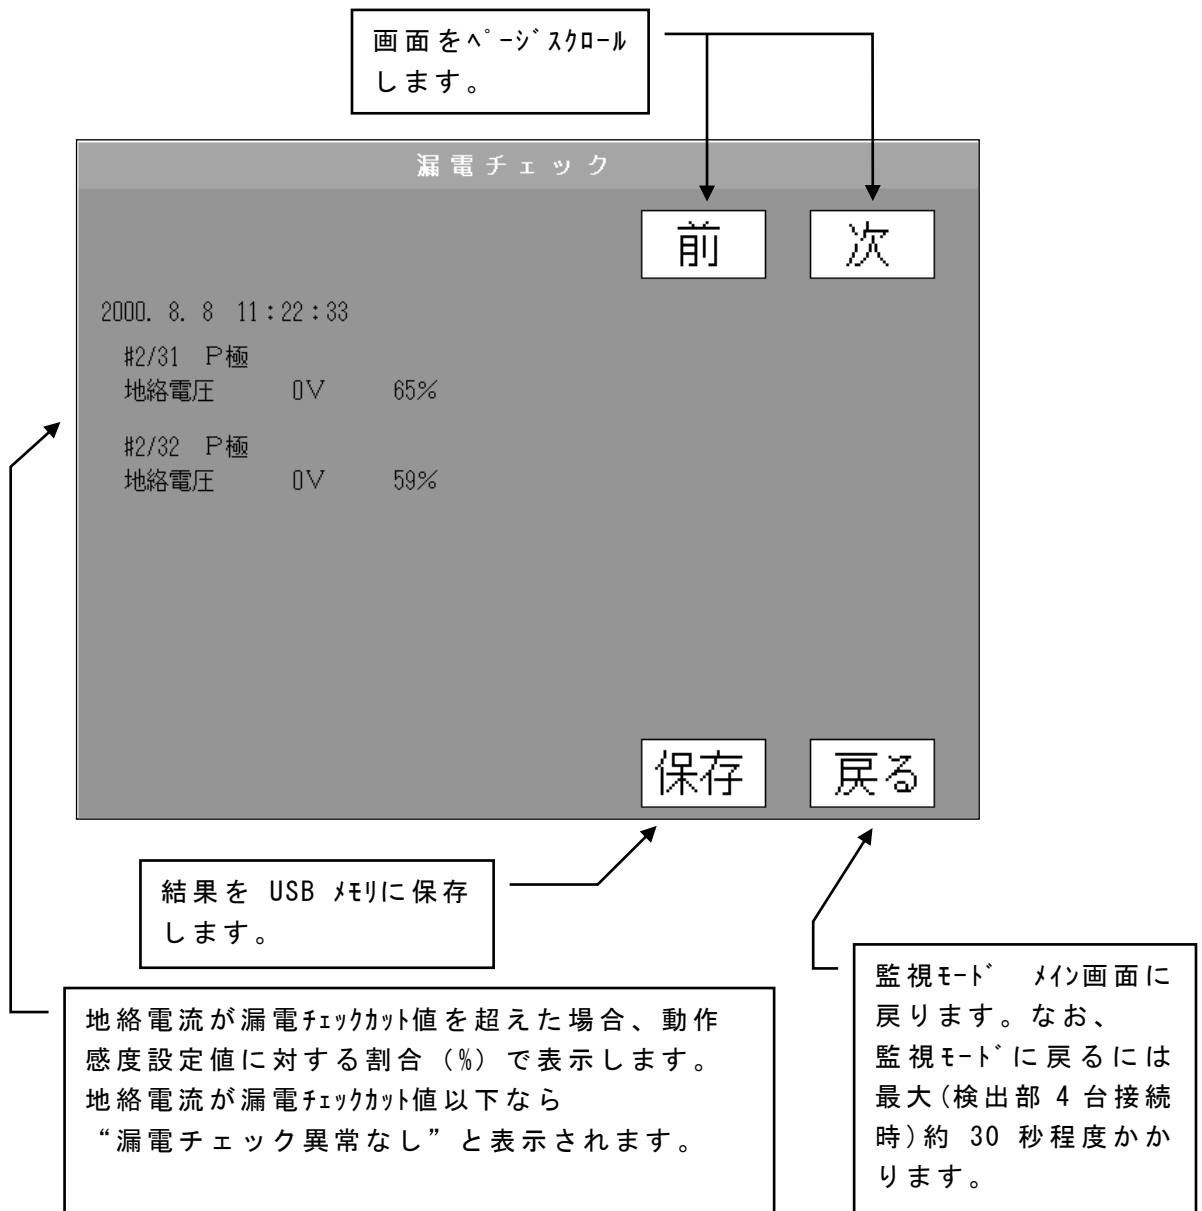 画面をﾍﾟｰｼﾞｽｸﾛｰﾙ
します。
漏電チェック
前 次
2000. 8. 8 11：22：33
#2/31 Ｐ極
地絡電圧 0Ｖ 65%
#2/32 Ｐ極
地絡電圧 0Ｖ 59%
保存 戻る
結果を USB ﾒﾓﾘに保存
します。
地絡電流が漏電ﾁｪｯｸｶｯﾄ値を超えた場合、動作
感度設定値に対する割合（%）で表示します。
地絡電流が漏電ﾁｪｯｸｶｯﾄ値以下なら
“漏電チェック異常なし”と表示されます。
監視ﾓｰﾄﾞ ﾒｲﾝ画面に
戻ります。なお、
監視ﾓｰﾄﾞに戻るには
最大(検出部 4 台接続
時)約 30 秒程度かか
ります。